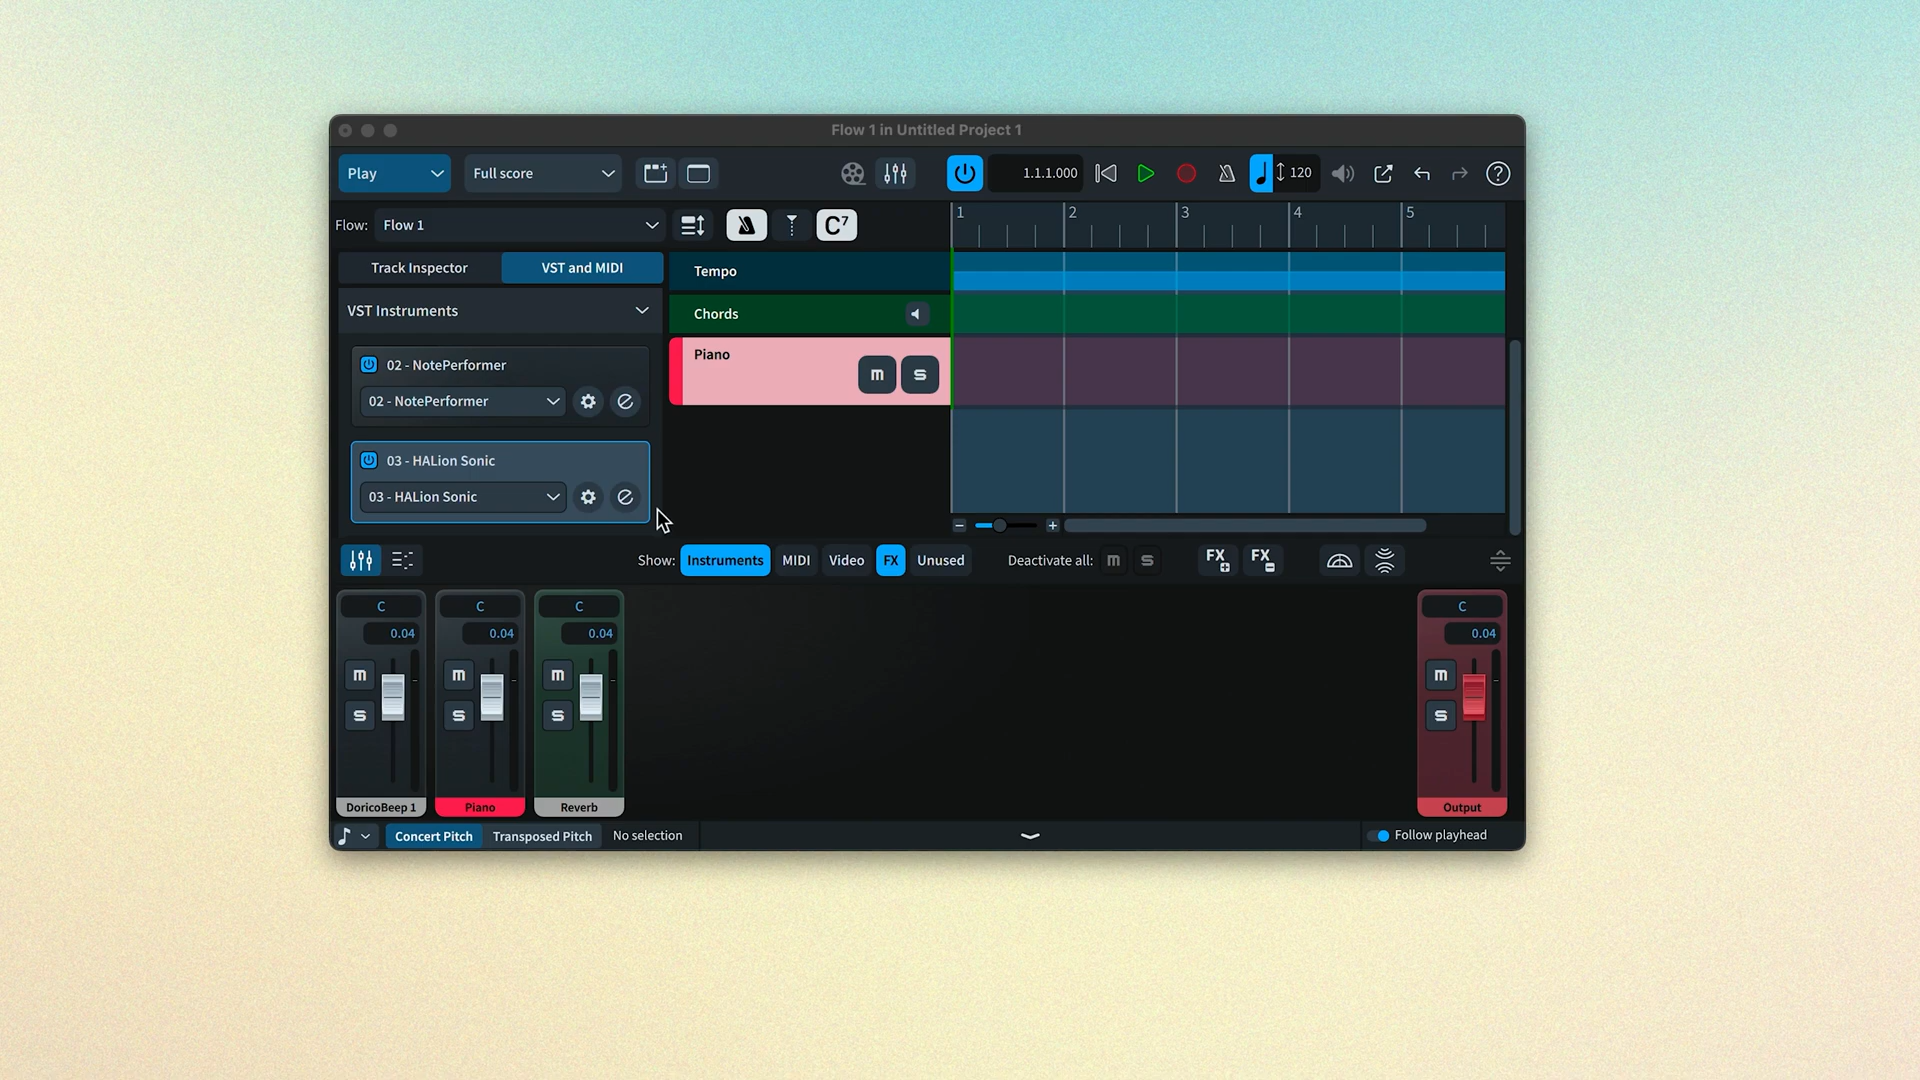 Flow 1 in Untitled Project 1
Play
Full score
1.1.1.000
120
?
Flow:
Flow 1
C7
1
2
3
4
5
Track Inspector
VST and MIDI
Tempo
VST Instruments
Chords
Piano
M
S
02 - NotePerformer
02 - NotePerformer
03 - HALion Sonic
03 - HALion Sonic
Show:
Instruments
MIDI
Video
FX
Unused
Deactivate all:
M
S
FX
FX
C
C
C
C
0.04
0.04
0.04
0.04
M
M
M
M
S
S
S
S
DoricoBeep 1
Piano
Reverb
Output
Concert Pitch
Transposed Pitch
No selection
Follow playhead